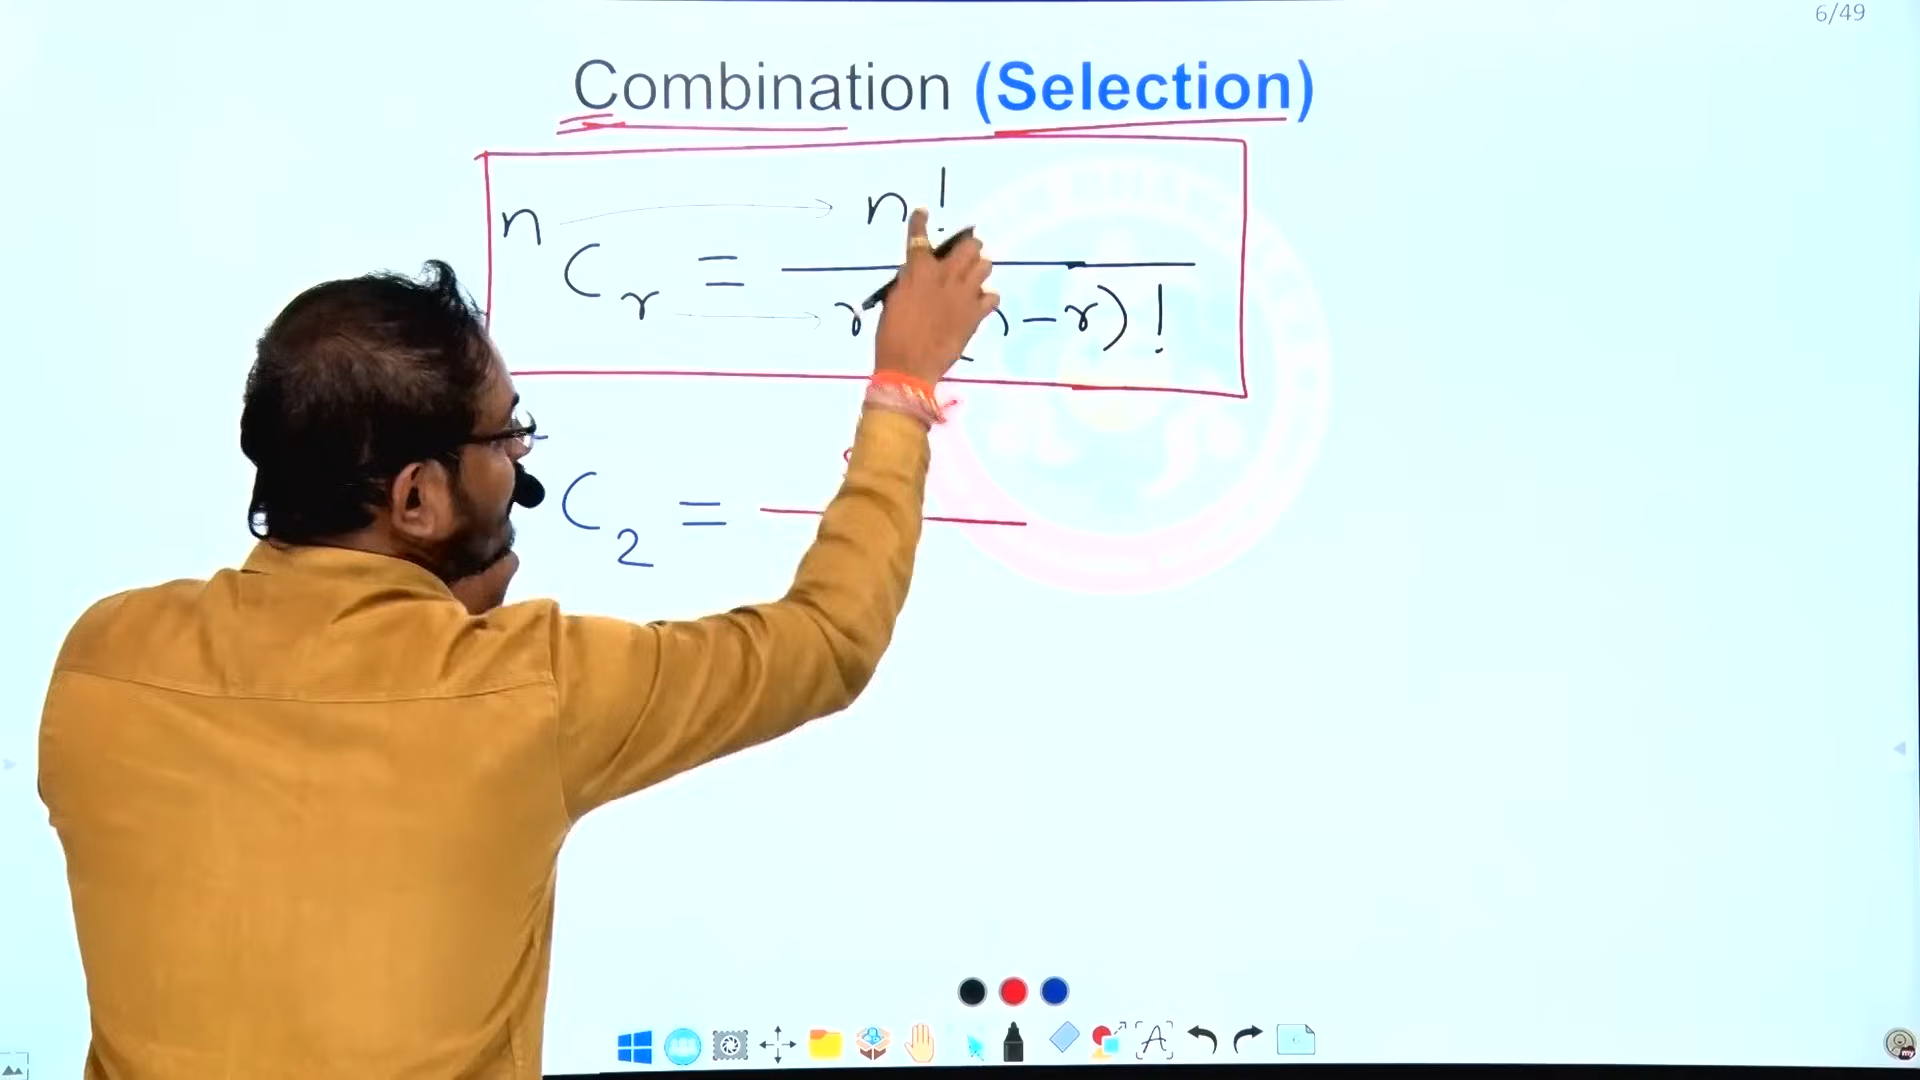 6/49
Combination (Selection)
n n!
C r = r (n-r)!
C 2 =